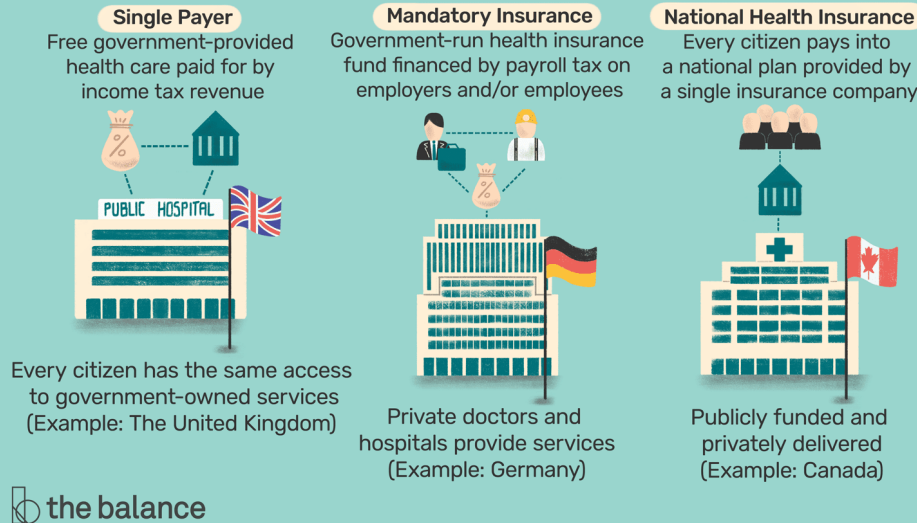 Single Payer
Free government-provided
health care paid for by
income tax revenue
PUBLIC HOSPITAL
Every citizen has the same access
to government-owned services
(Example: The United Kingdom)
Mandatory Insurance
Government-run health insurance
fund financed by payroll tax on
employers and/or employees
%
%
Private doctors and
hospitals provide services
(Example: Germany)
National Health Insurance
Every citizen pays into
a national plan provided by
a single insurance company
Publicly funded and
privately delivered
(Example: Canada)
the balance